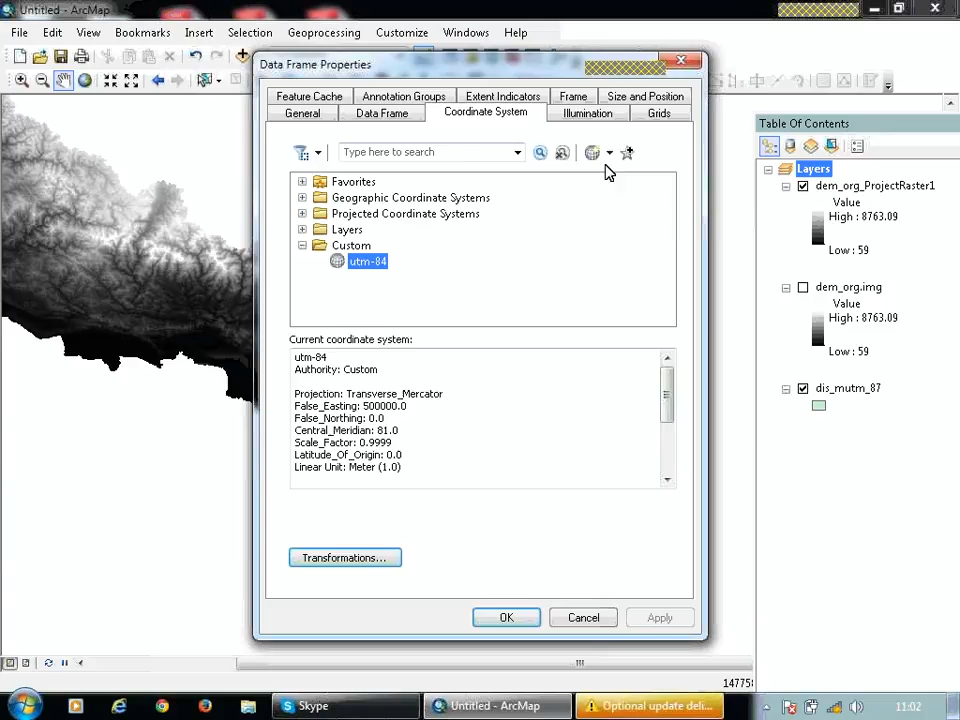 Untitled - ArcMap
File Edit View Bookmarks Insert Selection Geoprocessing Customize Windows Help
Data Frame Properties
Feature Cache Annotation Groups Extent Indicators Frame Size and Position
General Data Frame Coordinate System Illumination Grids
Type here to search
Favorites
Geographic Coordinate Systems
Projected Coordinate Systems
Layers
Custom
utm-84
Current coordinate system:
utm-84
Authority: Custom
Projection: Transverse_Mercator
False_Easting: 500000.0
False_Northing: 0.0
Central_Meridian: 81.0
Scale_Factor: 0.9999
Latitude_Of_Origin: 0.0
Linear Unit: Meter (1.0)
Transformations...
OK Cancel Apply
Table Of Contents
Layers
dem_org_ProjectRaster1
Value
High : 8763.09
Low : 59
dem_org.img
Value
High : 8763.09
Low : 59
dis_mutm_87
14775
Skype
Untitled - ArcMap
Optional update deli...
11:02